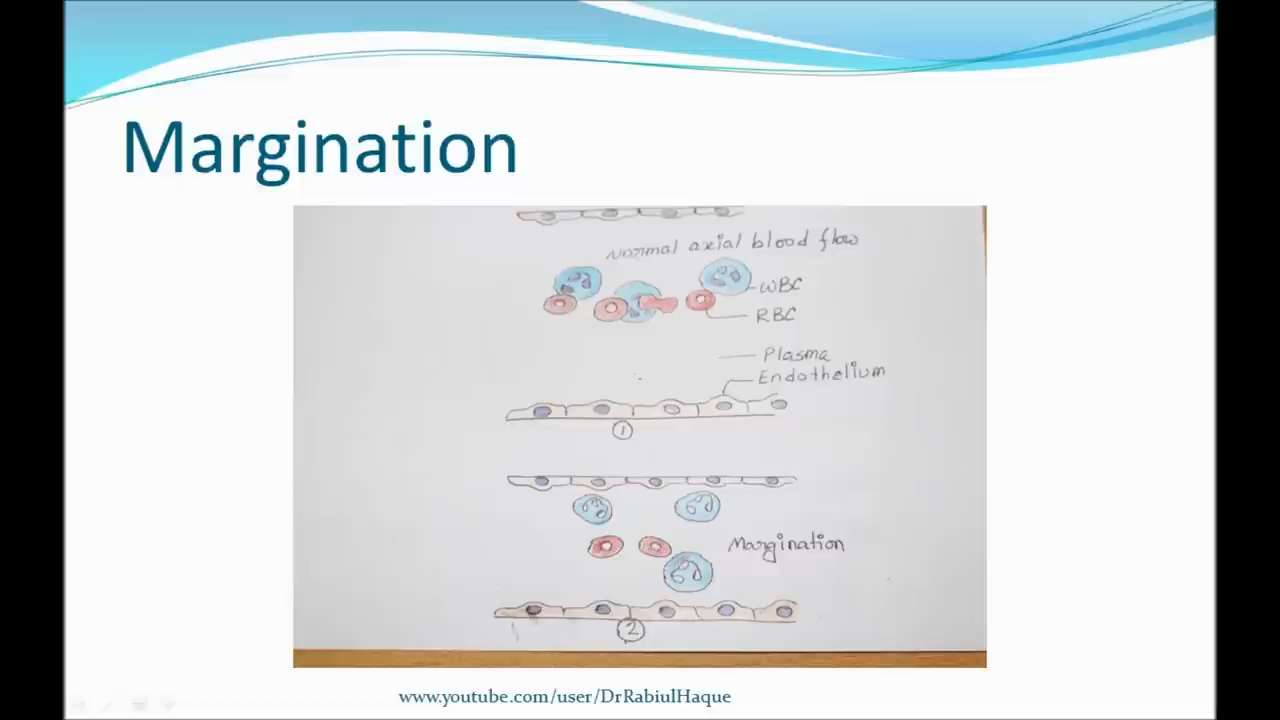 Margination
Normal axial blood flow
WBC
RBC
Plasma
Endothelium
1
Margination
2
www.youtube.com/user/DrRabiulHaque